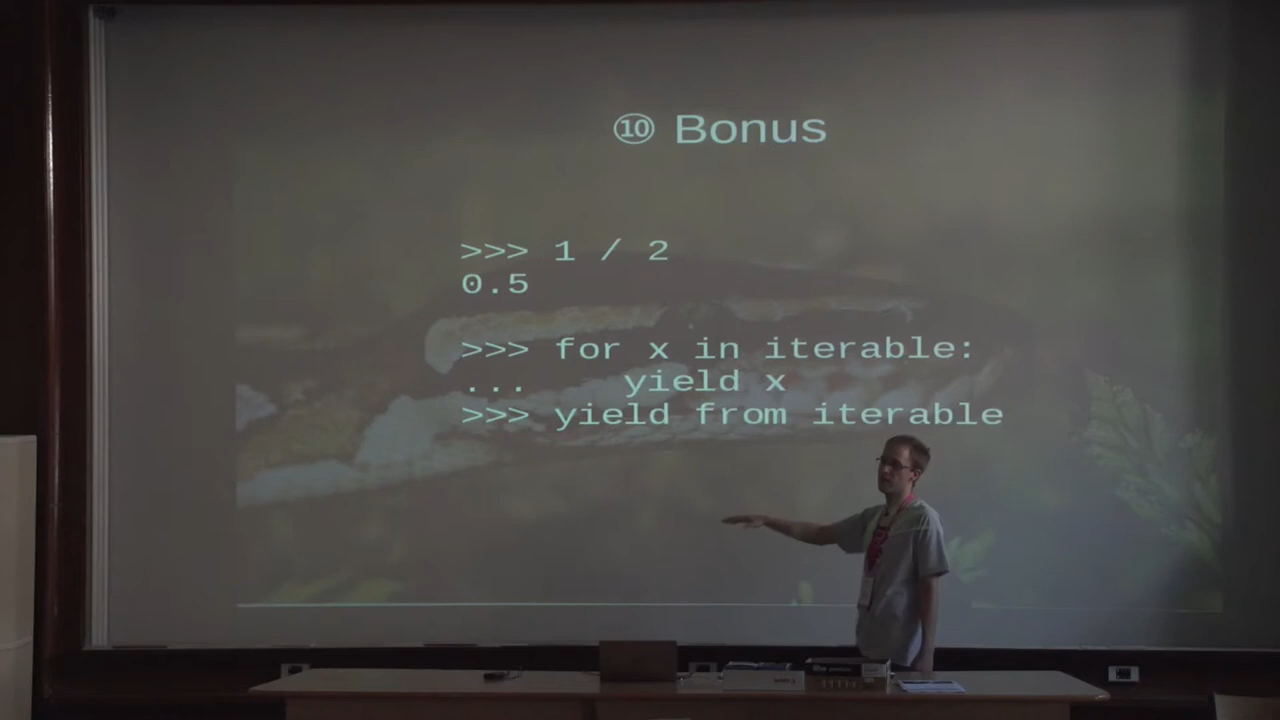 ⑩ Bonus
>>> 1 / 2
0.5
>>> for x in iterable:
...    yield x
>>> yield from iterable